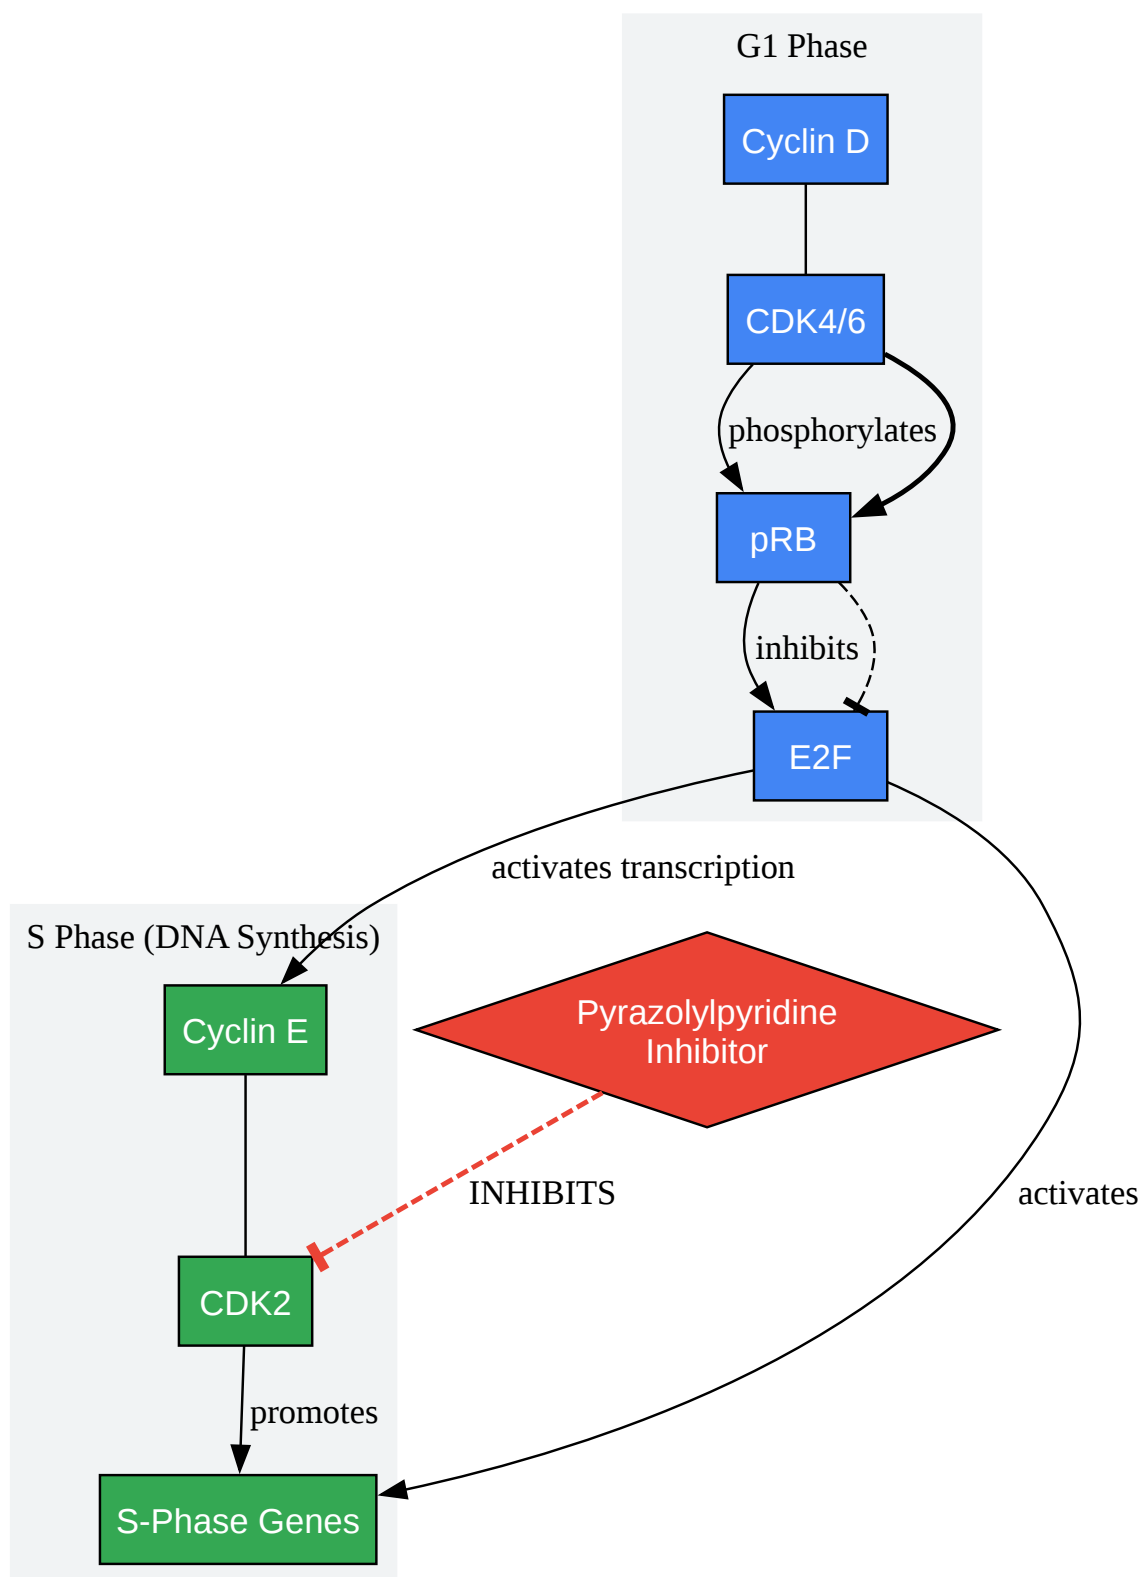 G1 Phase
Cyclin D
CDK4/6
phosphorylates
pRB
inhibits
E2F
activates transcription
S Phase (DNA Synthesis)
Cyclin E
Pyrazolylpyridine
Inhibitor
INHIBITS
activates
CDK2
promotes
S-Phase Genes